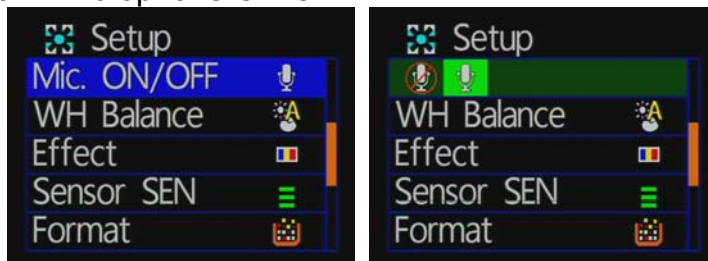 Setup
Mic. ON/OFF
WH Balance
A
Effect
Sensor SEN
Format
Setup
WH Balance
A
Effect
Sensor SEN
Format